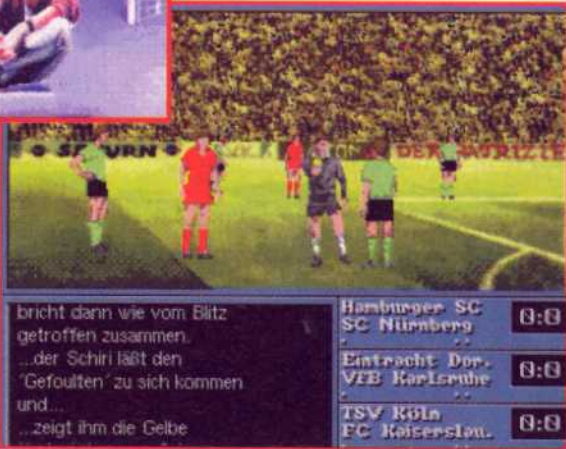 SATURN
bricht dann wie vom Blitz
getroffen zusammen.
...der Schiri läßt den
´Gefoulten´ zu sich kommen
und...
...zeigt ihm die Gelbe
Hamburger SC
SC Nürnberg
0:0
Eintracht Dor.
VfB Karlsruhe
0:0
TSV Köln
FC Kaiserslau.
0:0